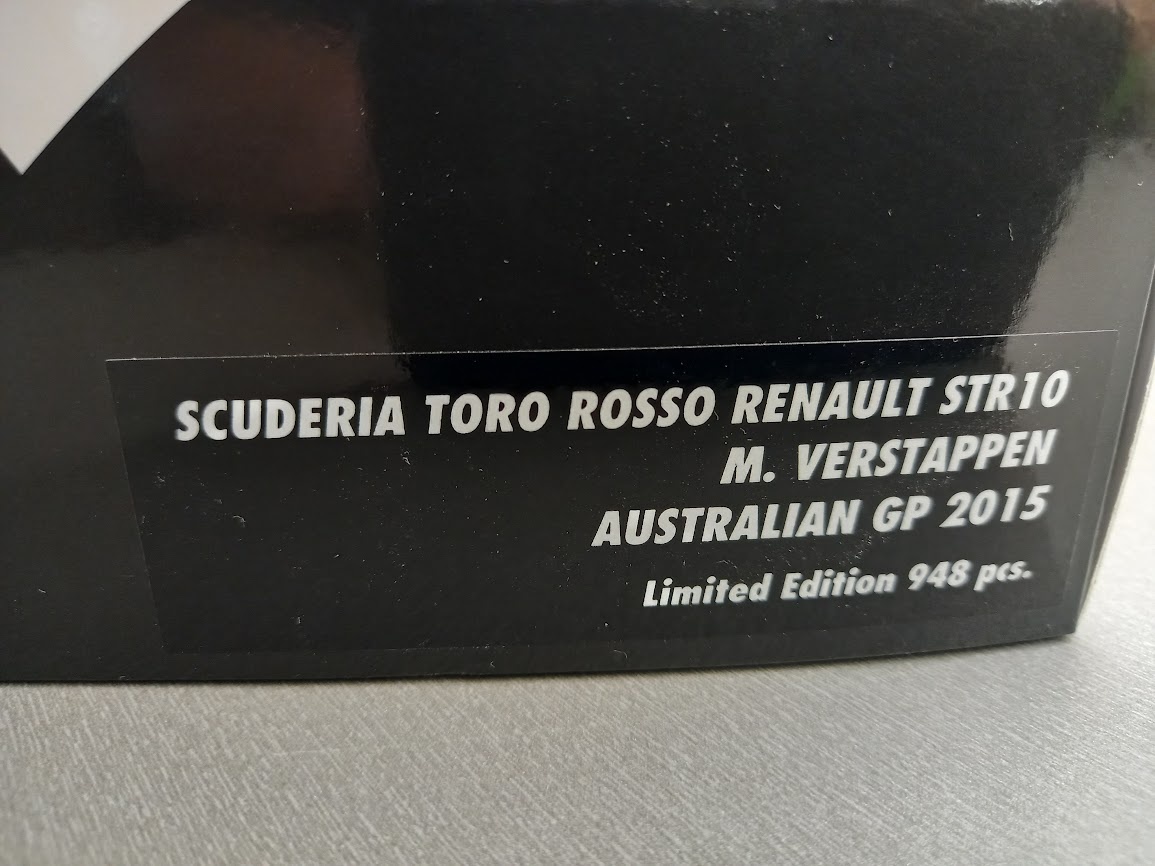 SCUDERIA TORO ROSSO RENAULT STR10
M. VERSTAPPEN
AUSTRALIAN GP 2015
Limited Edition 948 pcs.